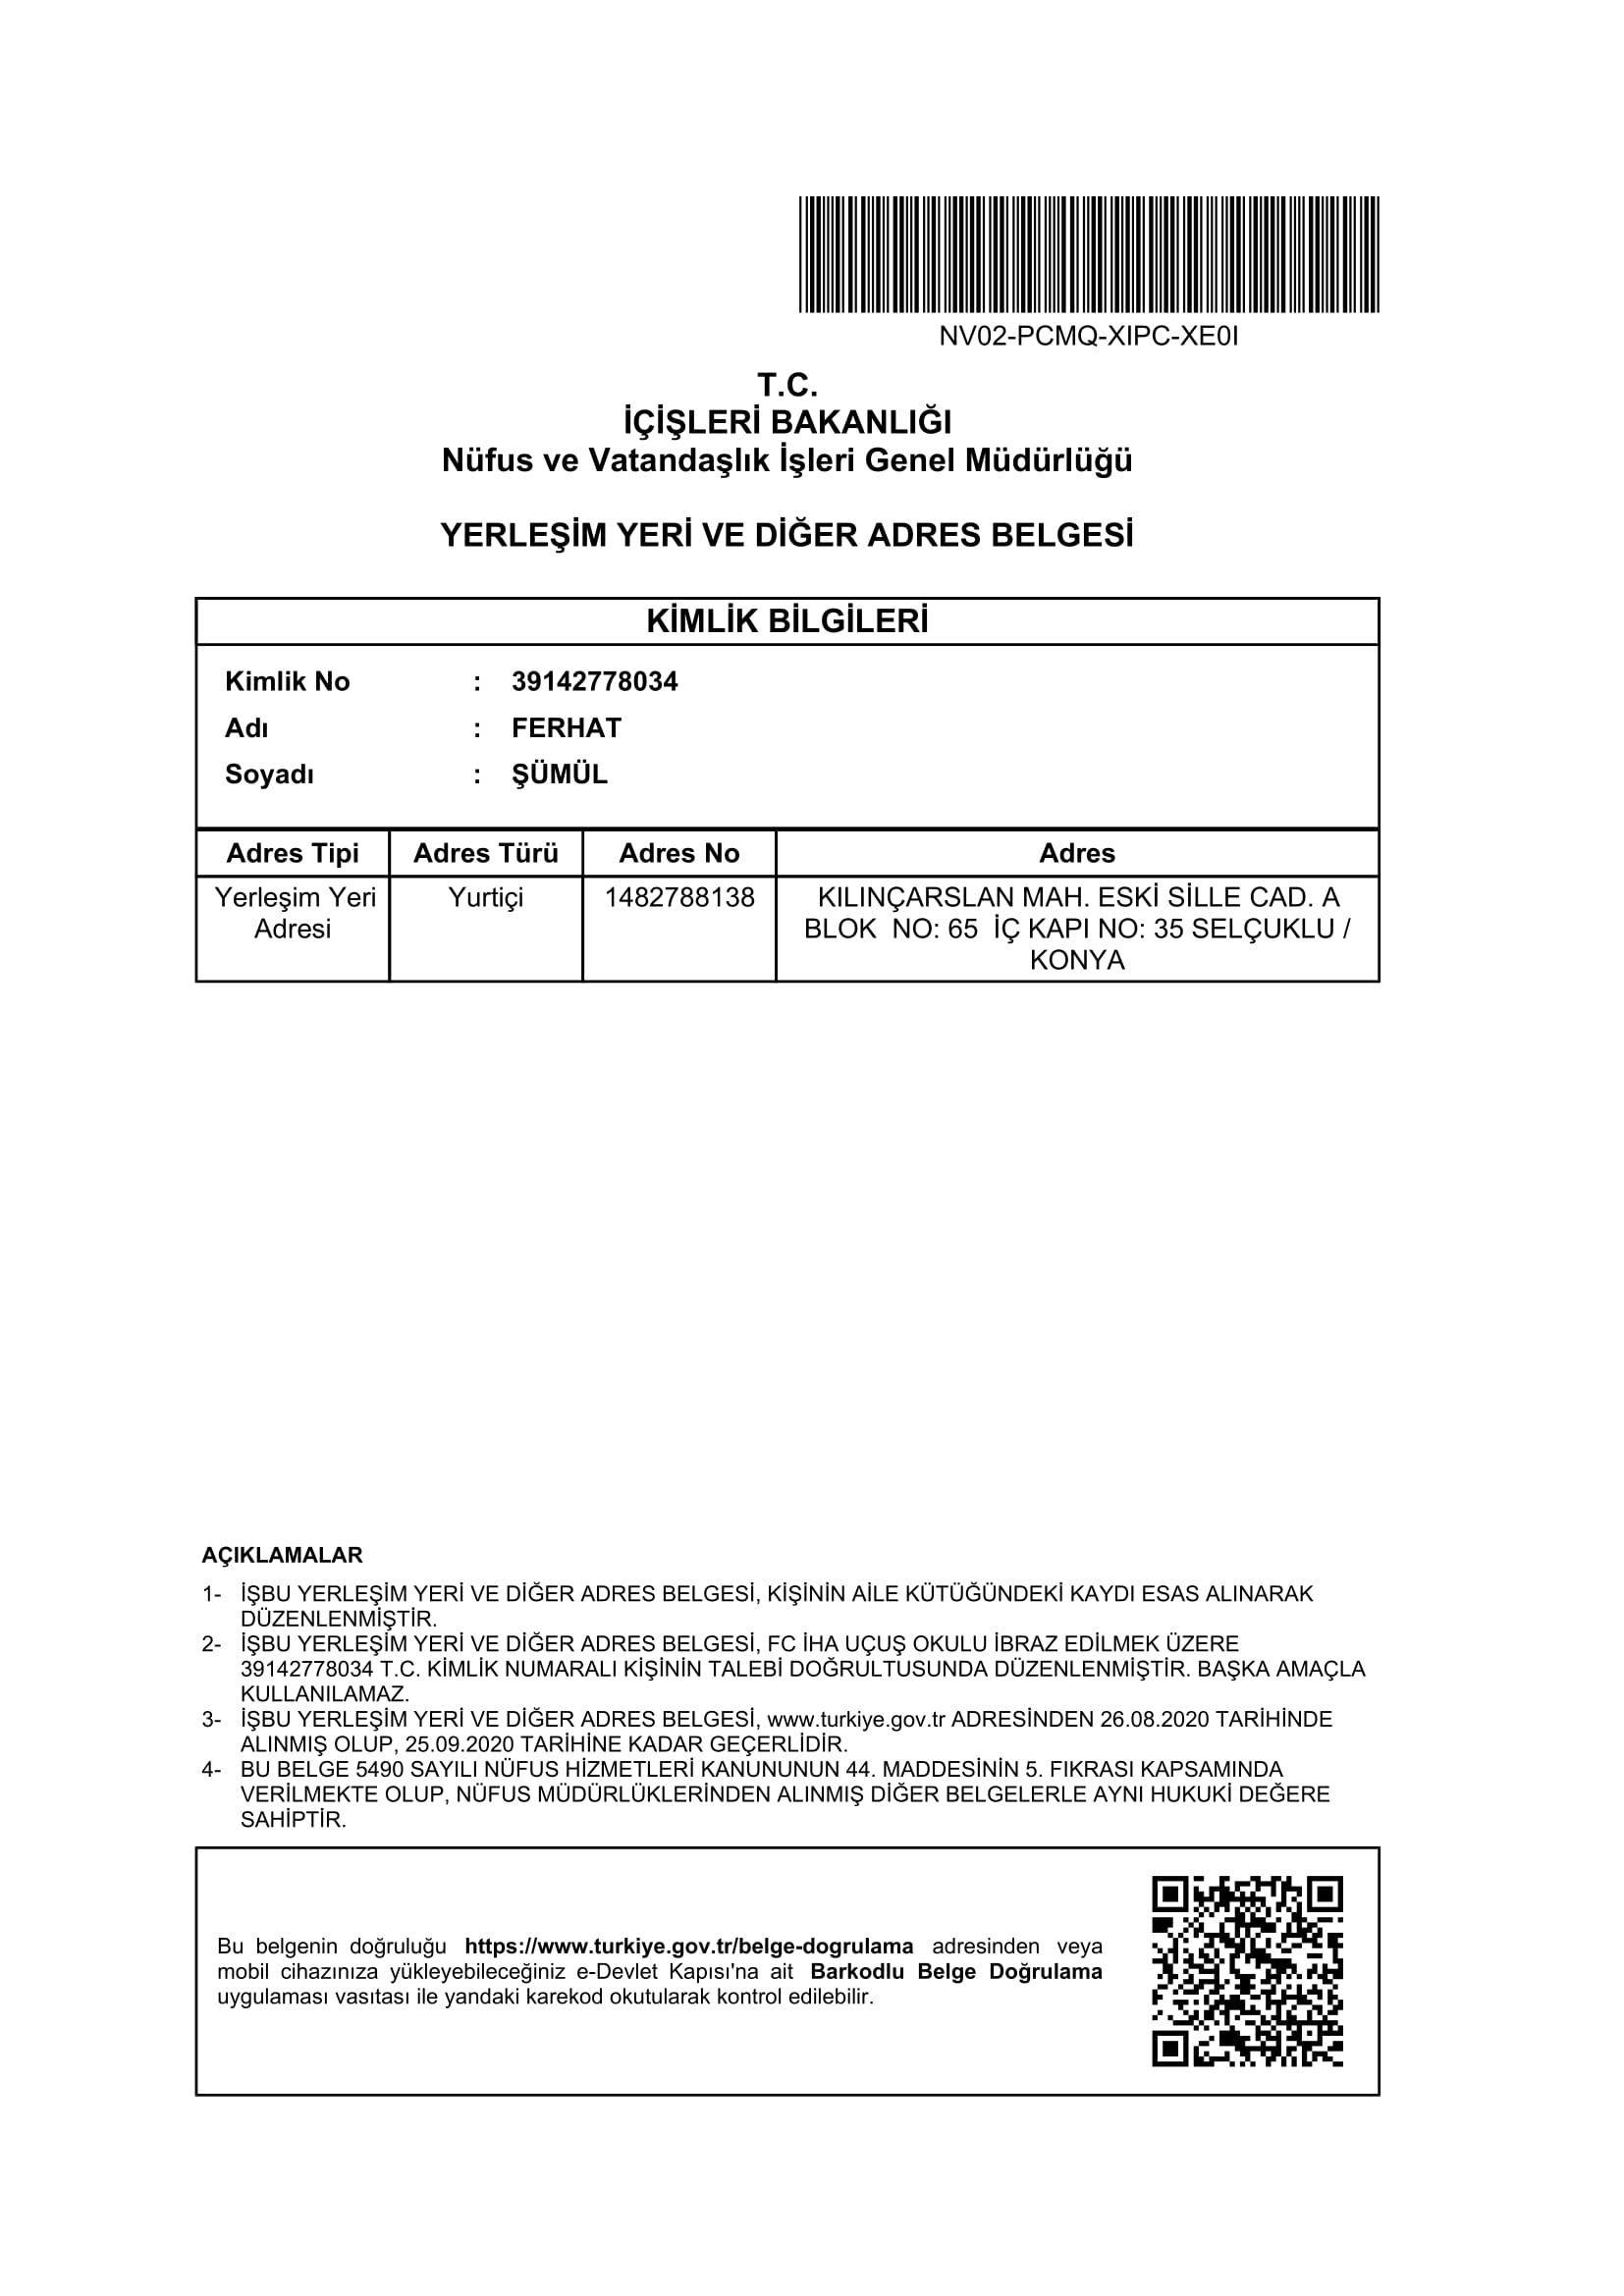 NV02-PCMQ-XIPC-XE0I
T.C.
İÇİŞLERİ BAKANLIĞI
Nüfus ve Vatandaşlık İşleri Genel Müdürlüğü
YERLEŞİM YERİ VE DİĞER ADRES BELGESİ
KİMLİK BİLGİLERİ
Kimlik No : 39142778034
Adı : FERHAT
Soyadı : ŞÜMÜL
Adres Tipi Adres Türü Adres No Adres
Yerleşim Yeri Yurtiçi 1482788138 KILINÇARSLAN MAH. ESKİ SİLLE CAD. A
Adresi BLOK NO: 65 İÇ KAPI NO: 35 SELÇUKLU /
KONYA
AÇIKLAMALAR
1- İŞBU YERLEŞİM YERİ VE DİĞER ADRES BELGESİ, KİŞİNİN AİLE KÜTÜĞÜNDEKİ KAYDI ESAS ALINARAK
DÜZENLENMİŞTİR.
2- İŞBU YERLEŞİM YERİ VE DİĞER ADRES BELGESİ, FC İHA UÇUŞ OKULU İBRAZ EDİLMEK ÜZERE
39142778034 T.C. KİMLİK NUMARALI KİŞİNİN TALEBİ DOĞRULTUSUNDA DÜZENLENMİŞTİR. BAŞKA AMAÇLA
KULLANILAMAZ.
3- İŞBU YERLEŞİM YERİ VE DİĞER ADRES BELGESİ, www.turkiye.gov.tr ADRESİNDEN 26.08.2020 TARİHİNDE
ALINMIŞ OLUP, 25.09.2020 TARİHİNE KADAR GEÇERLİDİR.
4- BU BELGE 5490 SAYILI NÜFUS HİZMETLERİ KANUNUNUN 44. MADDESİNİN 5. FIKRASI KAPSAMINDA
VERİLMEKTE OLUP, NÜFUS MÜDÜRLÜKLERİNDEN ALINMIŞ DİĞER BELGELERLE AYNI HUKUKİ DEĞERE
SAHİPTİR.
Bu belgenin doğruluğu https://www.turkiye.gov.tr/belge-dogrulama adresinden veya
mobil cihazınıza yükleyebileceğiniz e-Devlet Kapısı'na ait Barkodlu Belge Doğrulama
uygulaması vasıtası ile yandaki karekod okutularak kontrol edilebilir.